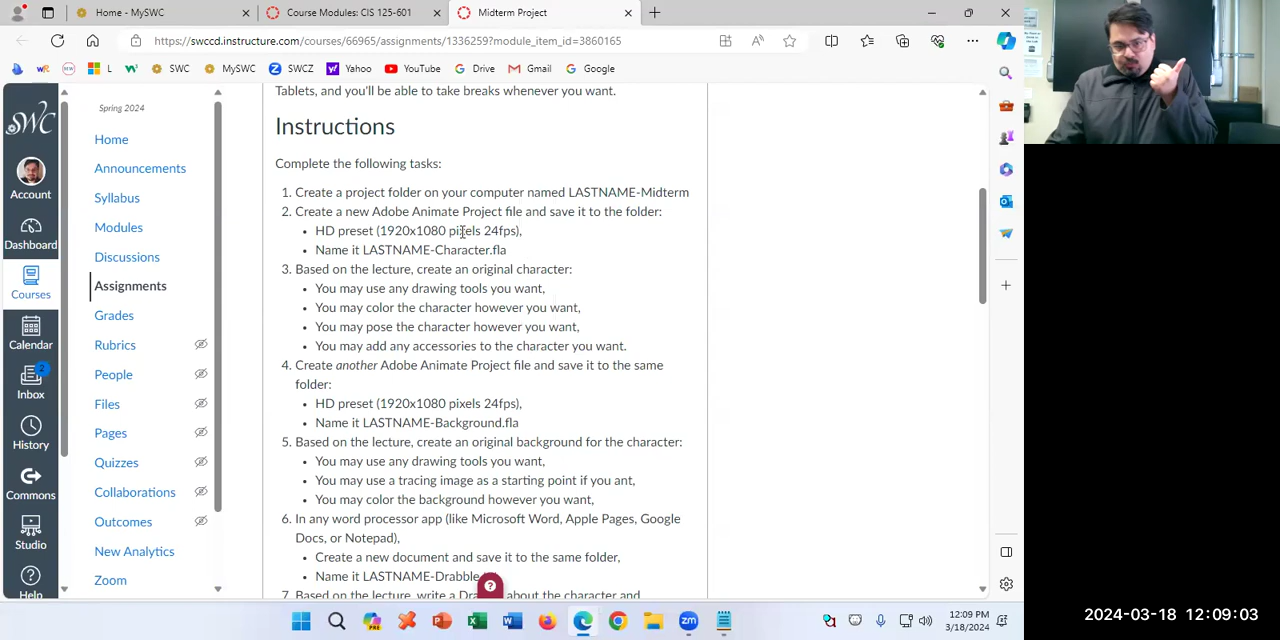 Home - MySWC
Course Modules: CIS 125-601
Midterm Project
https://swccd.instructure.com/courses/66965/assignments/1336259?module_item_id=3860165
L
SWC
MySWC
SWCZ
Yahoo
Drive
Gmail
Google
SWC
Account
Dashboard
Courses
Calendar
2
Inbox
History
Commons
Studio
Help
Spring 2024
Home
Announcements
Syllabus
Modules
Discussions
Assignments
Grades
Rubrics
People
Files
Pages
Quizzes
Collaborations
Outcomes
New Analytics
Zoom
Tablets, and you'll be able to take breaks whenever you want.
Instructions
Complete the following tasks:
1. Create a project folder on your computer named LASTNAME-Midterm
2. Create a new Adobe Animate Project file and save it to the folder:
• HD preset (1920x1080 pixels 24fps),
• Name it LASTNAME-Character.fla
3. Based on the lecture, create an original character:
• You may use any drawing tools you want,
• You may color the character however you want,
• You may pose the character however you want,
• You may add any accessories to the character you want.
4. Create another Adobe Animate Project file and save it to the same
folder:
• HD preset (1920x1080 pixels 24fps),
• Name it LASTNAME-Background.fla
5. Based on the lecture, create an original background for the character:
• You may use any drawing tools you want,
• You may use a tracing image as a starting point if you ant,
• You may color the background however you want,
6. In any word processor app (like Microsoft Word, Apple Pages, Google
Docs, or Notepad),
• Create a new document and save it to the same folder,
• Name it LASTNAME-Drabble
7. Based on the lecture, write a Dra about the character and
12:09 PM
3/18/2024
2024-03-18 12:09:03